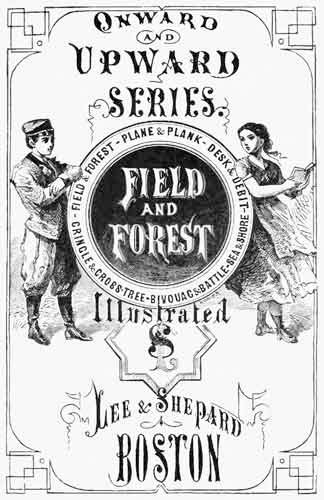 ONWARD
AND
UPWARD
SERIES.
FIELD & FOREST - PLANE & PLANK - DESK & DEBIT
CRINGLE & CROSS-TREE - BIVOUAC & BATTLE - SEA & SHORE
FIELD
AND
FOREST
Illustrated
LEE & SHEPARD
BOSTON